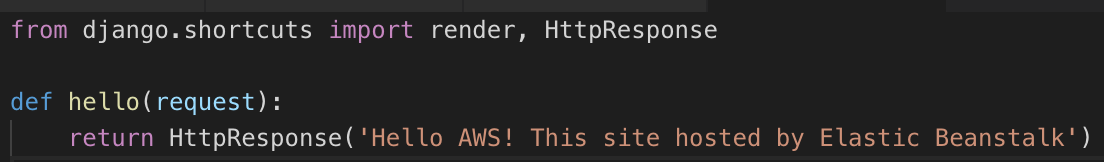 from django.shortcuts import render, HttpResponse
def hello(request):
    return HttpResponse('Hello AWS! This site hosted by Elastic Beanstalk')